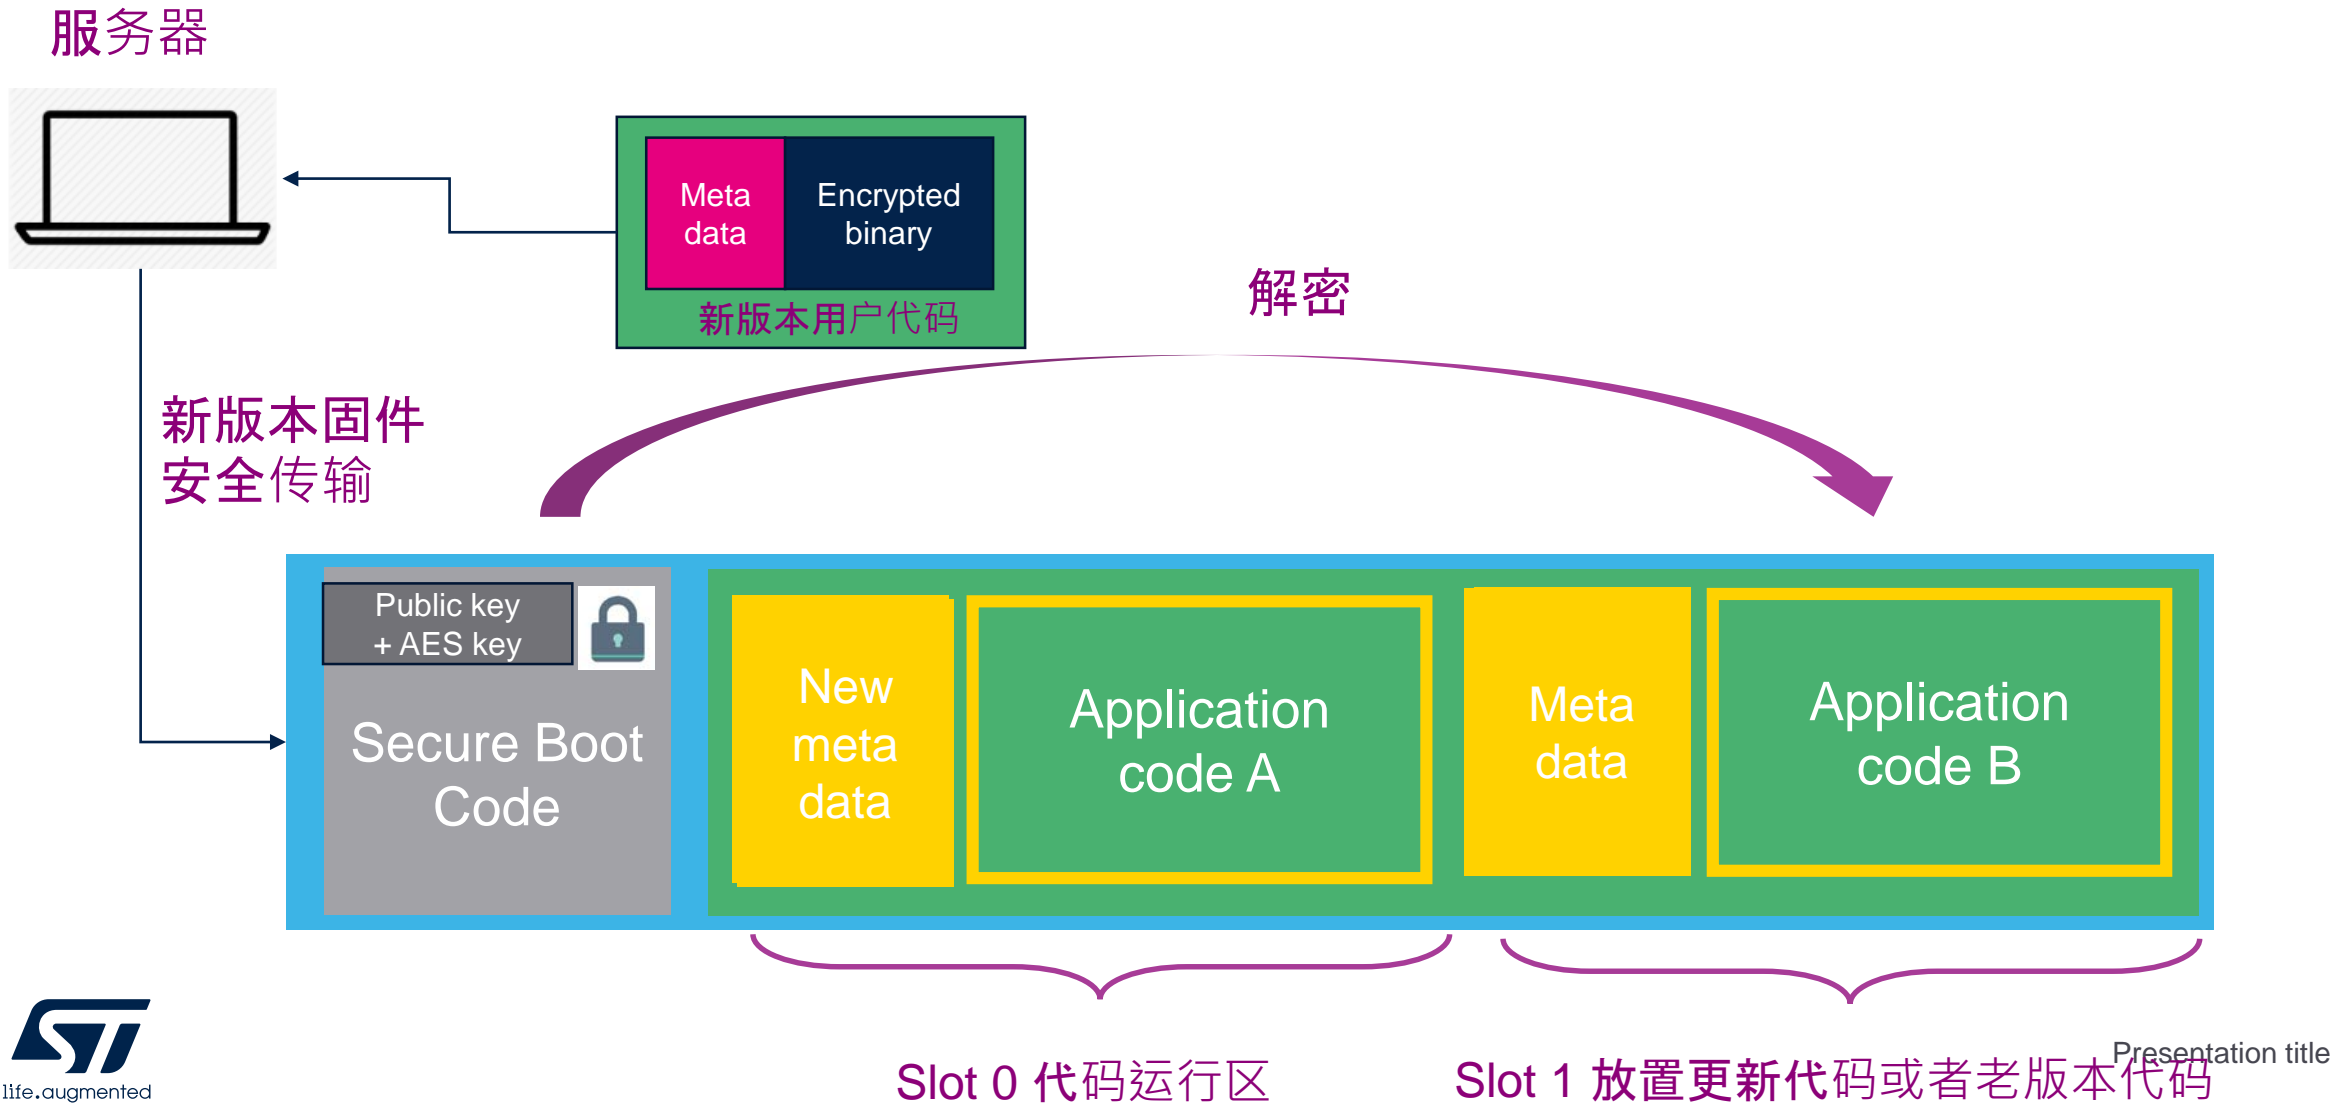 服务器
Meta
data
Encrypted
binary
新版本用户代码
解密
新版本固件
安全传输
Public key
+ AES key
Secure Boot
Code
New
meta
data
Application
code A
Meta
data
Application
code B
Slot 0 代码运行区
Slot 1 放置更新代码或者老版本代码
Presentation title
life.augmented